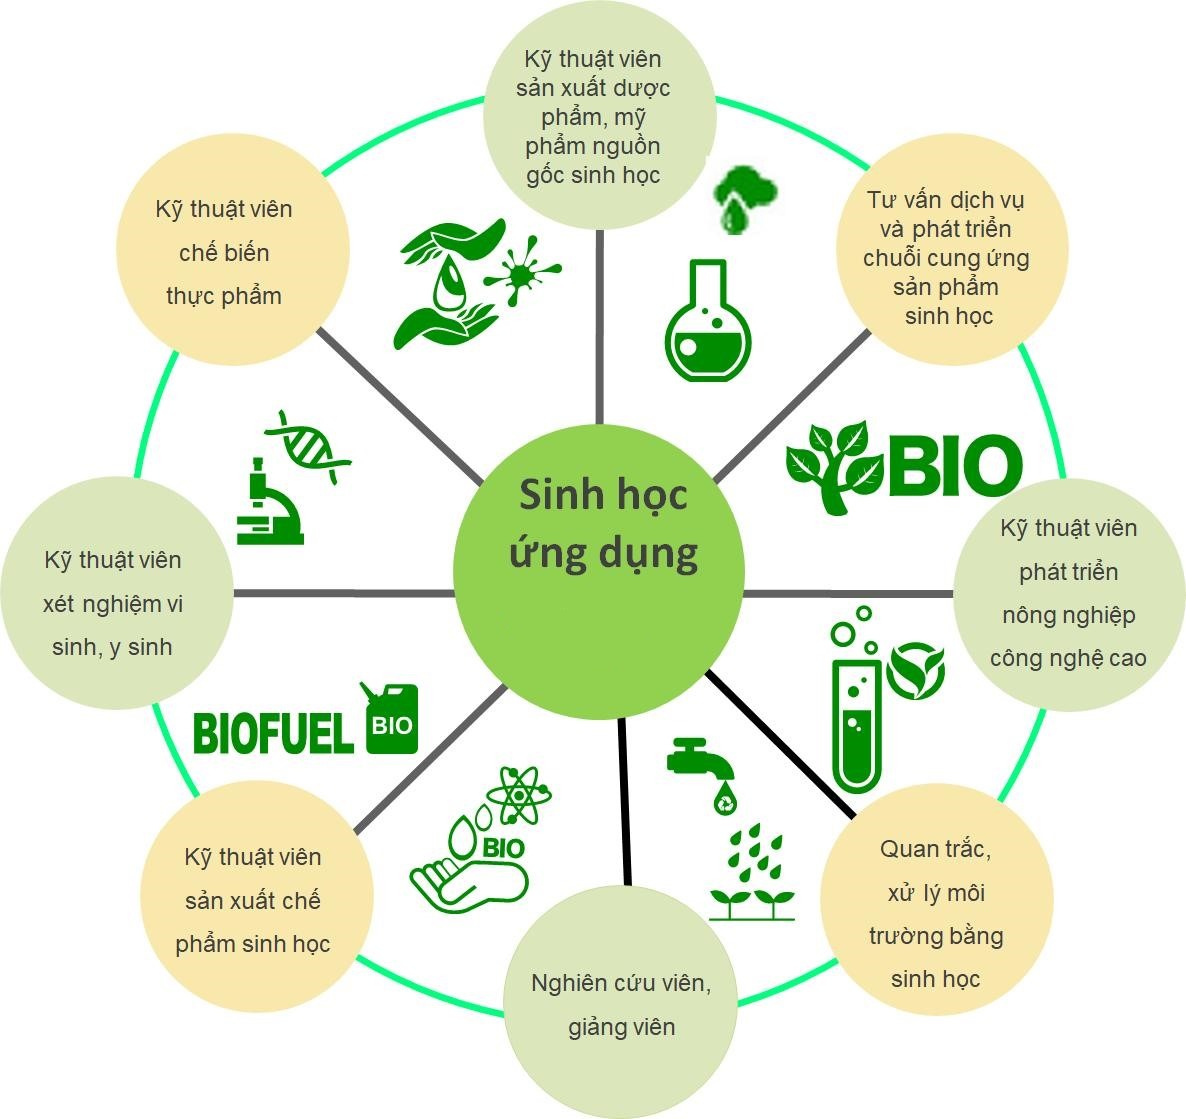 Kỹ thuật viên
sản xuất dược
phẩm, mỹ
phẩm nguồn
gốc sinh học
Tư vấn dịch vụ
và phát triển
chuỗi cung ứng
sản phẩm
sinh học
Kỹ thuật viên
chế biến
thực phẩm
BIO
Sinh học
ứng dụng
Kỹ thuật viên
phát triển
nông nghiệp
công nghệ cao
Kỹ thuật viên
xét nghiệm vi
sinh, y sinh
BIOFUEL
BIO
BIO
Kỹ thuật viên
sản xuất chế
phẩm sinh học
Quan trắc,
xử lý môi
trường bằng
sinh học
Nghiên cứu viên,
giảng viên